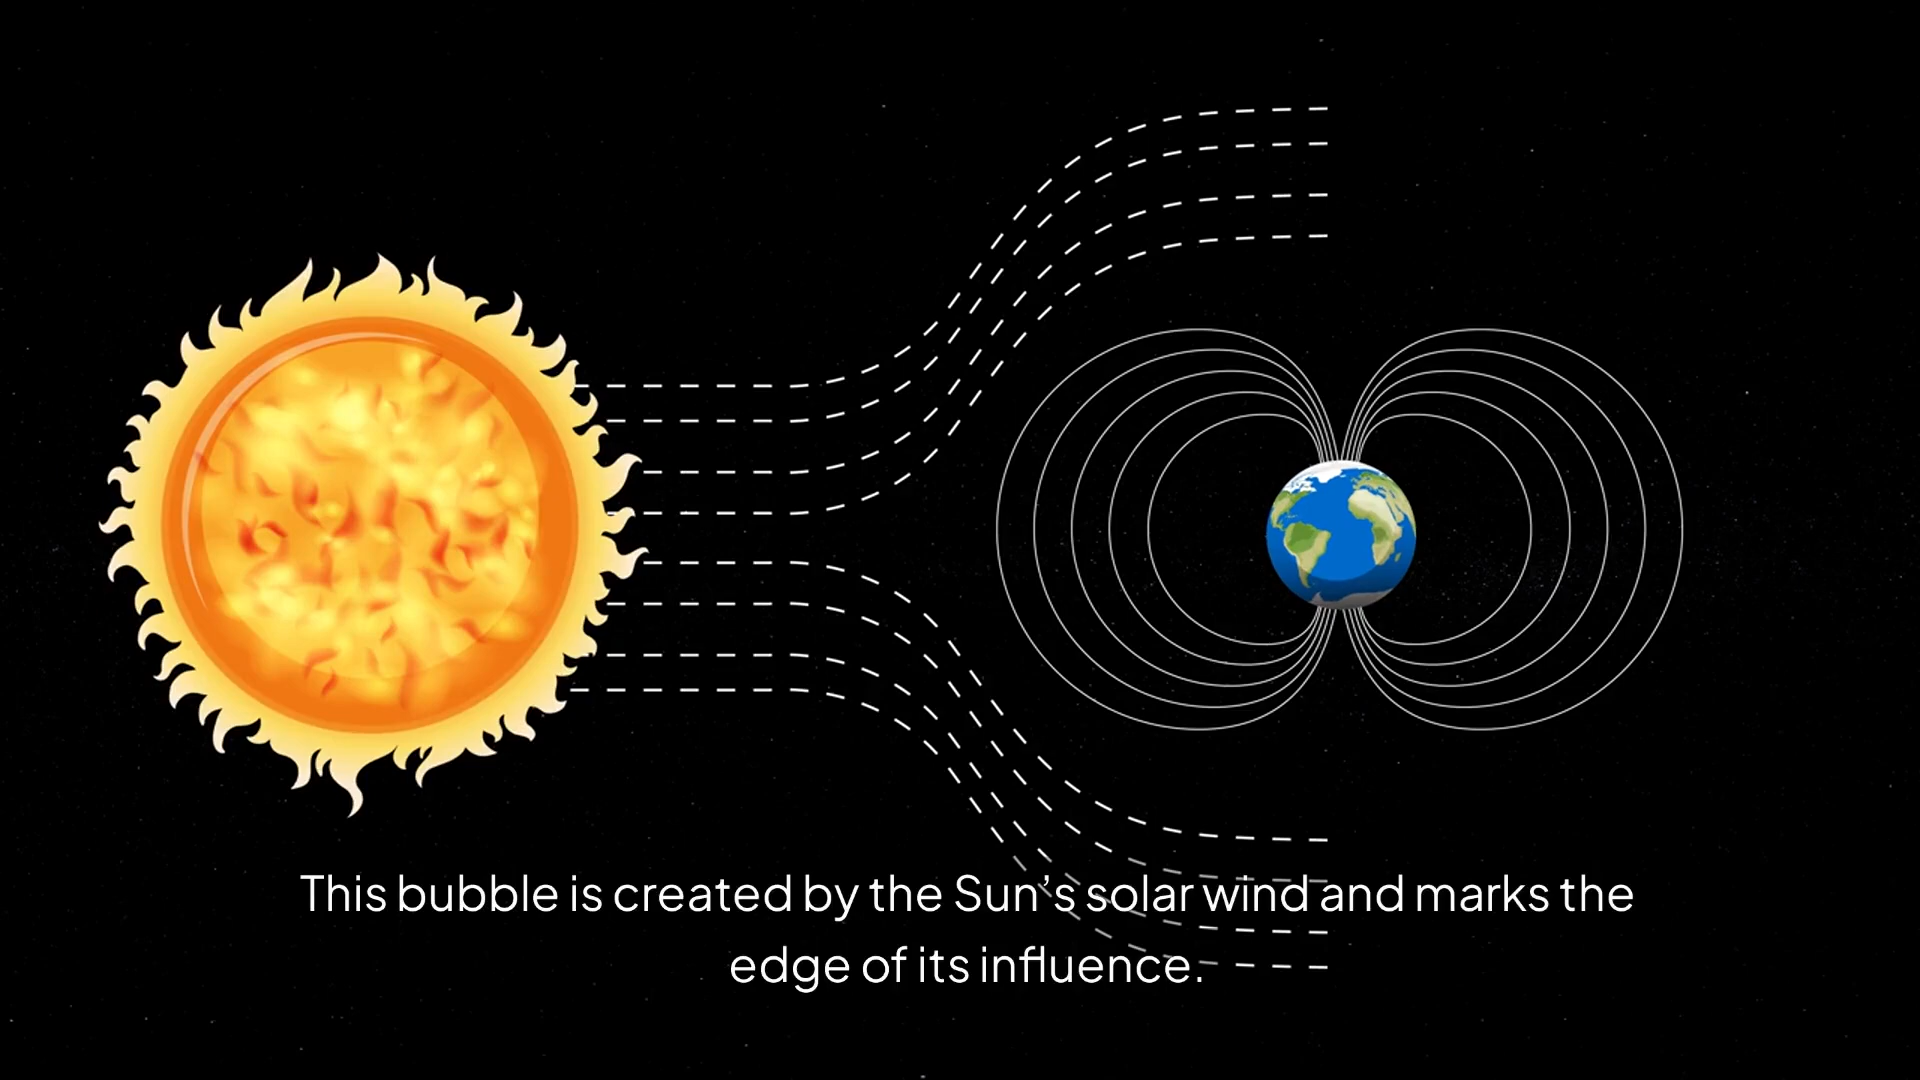 This bubble is created by the Sun’s solar wind and marks the
edge of its influence.